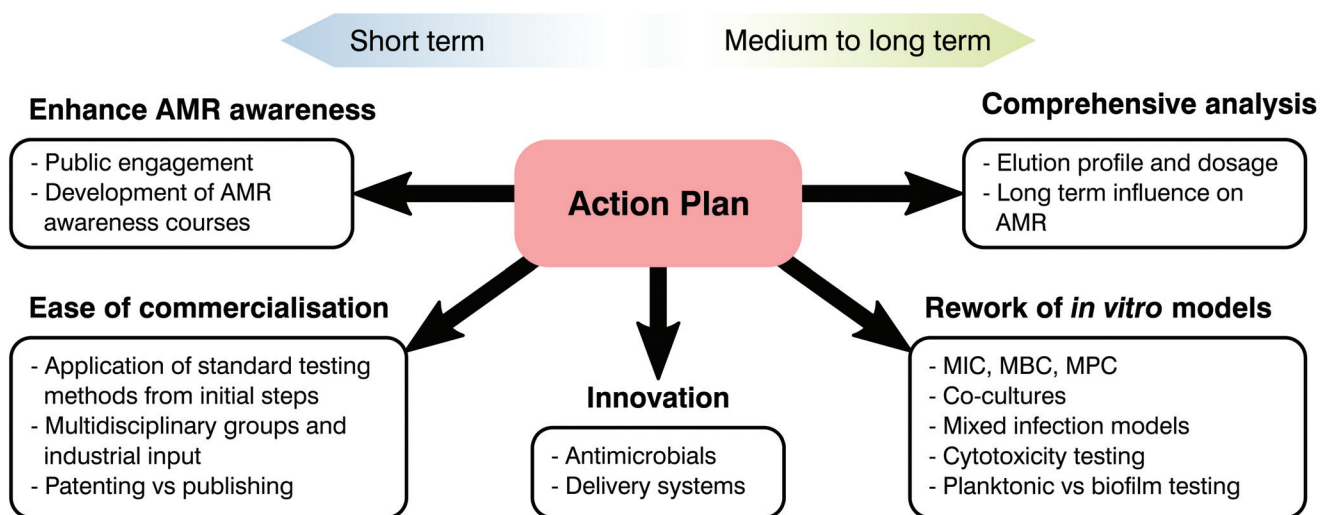 Short term
Medium to long term
Enhance AMR awareness
- Public engagement
- Development of AMR
awareness courses
Action Plan
Comprehensive analysis
- Elution profile and dosage
- Long term influence on
AMR
Ease of commercialisation
- Application of standard testing
methods from initial steps
- Multidisciplinary groups and
industrial input
- Patenting vs publishing
Innovation
- Antimicrobials
- Delivery systems
Rework of in vitro models
- MIC, MBC, MPC
- Co-cultures
- Mixed infection models
- Cytotoxicity testing
- Planktonic vs biofilm testing